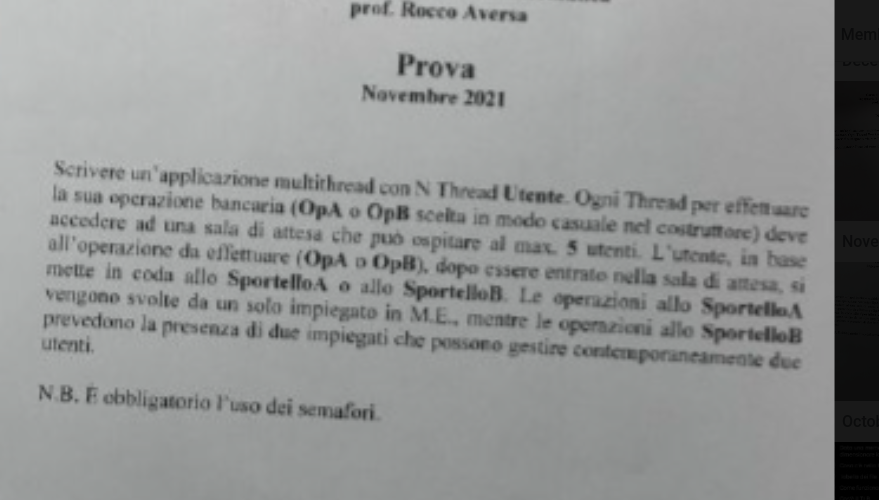 prof. Rocco Aversa
Prova
Novembre 2021
Scrivere un'applicazione multithread con N Thread Utente. Ogni Thread per effettuare
la sua operazione bancaria (OpA o OpB scelta in modo casuale nel costruttore) deve
accedere ad una sala di attesa che può ospitare al max. 5 utenti. L'utente, in base
all'operazione da effettuare (OpA o OpB), dopo essere entrato nella sala di attesa, si
mette in coda allo SportelloA o allo SportelloB. Le operazioni allo SportelloA
vengono svolte da un solo impiegato in M.E., mentre le operazioni allo SportelloB
prevedono la presenza di due impiegati che possono gestire contemporaneamente due
utenti.
N.B. È obbligatorio l'uso dei semafori.
Nove
Octo